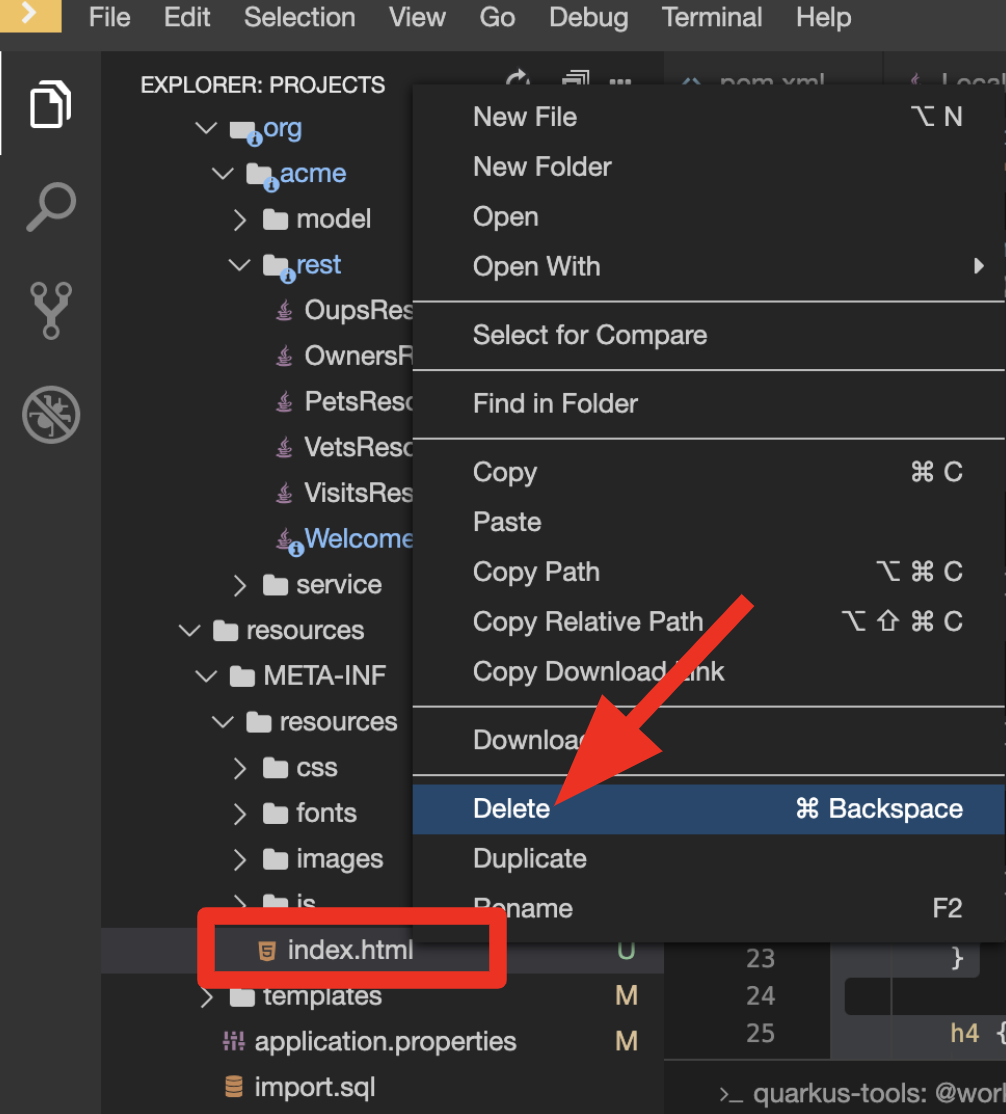 File Edit Selection View Go Debug Terminal Help
EXPLORER: PROJECTS
pom.xml
org
acme
model
rest
OupsRes
OwnersR
PetsReso
VetsReso
VisitsRes
Welcome
service
resources
META-INF
resources
css
fonts
images
js
index.html U
templates M
application.properties M
import.sql
New File ⌥ N
New Folder
Open
Open With
Select for Compare
Find in Folder
Copy ⌘ C
Paste
Copy Path ⌥ ⌘ C
Copy Relative Path ⌥ ⇧ ⌘ C
Copy Download Link
Download
Delete ⌘ Backspace
Duplicate
Rename F2
23 }
24
25 h4 {
>_ quarkus-tools: @wor